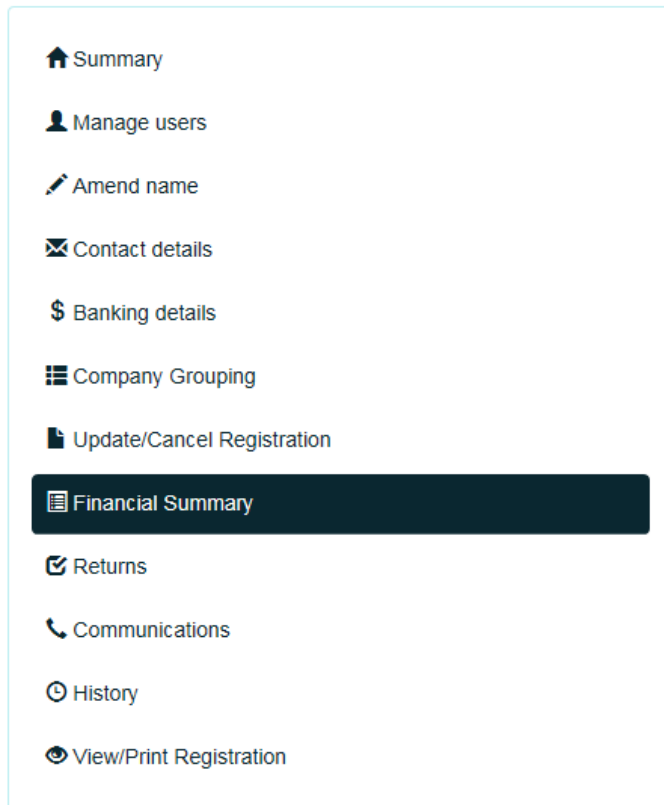 Summary
Manage users
Amend name
Contact details
$ Banking details
Company Grouping
Update/Cancel Registration
Financial Summary
Returns
Communications
History
View/Print Registration